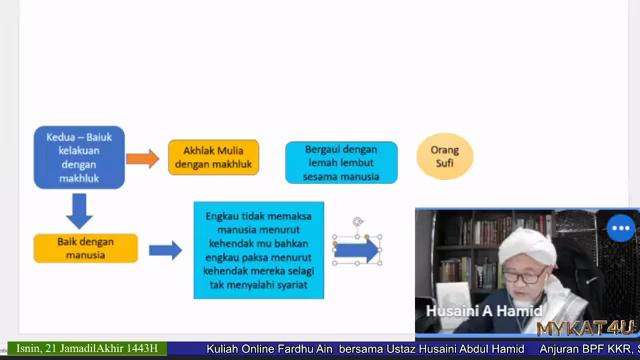 Kedua – Baiuk
kelakuan
dengan
makhluk
Akhlak Mulia
dengan makhluk
Bergaul dengan
lemah lembut
sesama manusia
Orang
Sufi
Baik dengan
manusia
Engkau tidak memaksa
manusia menurut
kehendak mu bahkan
engkau paksa menurut
kehendak mereka selagi
tak menyalahi syariat
Husaini A Hamid
MYKAT4U
Isnin, 21 JamadilAkhir 1443H
Kuliah Online Fardhu Ain bersama Ustaz Husaini Abdul Hamid
Anjuran BPF KKR,